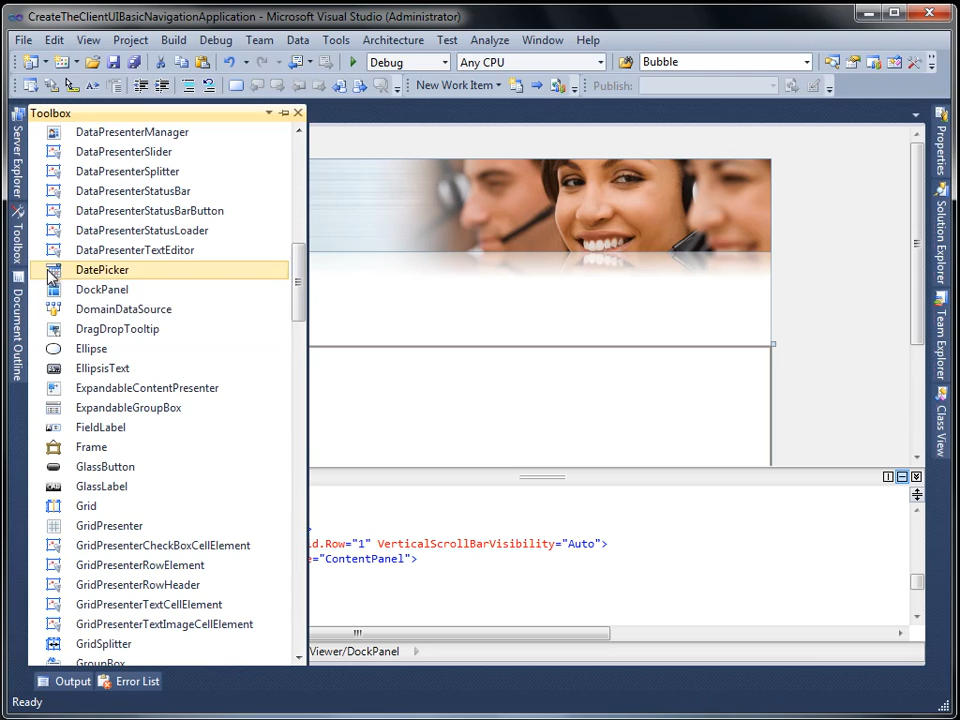 CreateTheClientUIBasicNavigationApplication - Microsoft Visual Studio (Administrator)
File Edit View Project Build Debug Team Data Tools Architecture Test Analyze Window Help
Debug Any CPU Bubble
New Work Item Publish:
Toolbox
Server Explorer
Toolbox
Document Outline
DataPresenterManager
DataPresenterSlider
DataPresenterSplitter
DataPresenterStatusBar
DataPresenterStatusBarButton
DataPresenterStatusLoader
DataPresenterTextEditor
DatePicker
DockPanel
DomainDataSource
DragDropTooltip
Ellipse
EllipsisText
ExpandableContentPresenter
ExpandableGroupBox
FieldLabel
Frame
GlassButton
GlassLabel
Grid
GridPresenter
GridPresenterCheckBoxCellElement
GridPresenterRowElement
GridPresenterRowHeader
GridPresenterTextCellElement
GridPresenterTextImageCellElement
GridSplitter
GroupBox
>
id.Row="1" VerticalScrollBarVisibility="Auto">
e="ContentPanel">
Viewer/DockPanel
Properties
Solution Explorer
Team Explorer
Class View
Output Error List
Ready